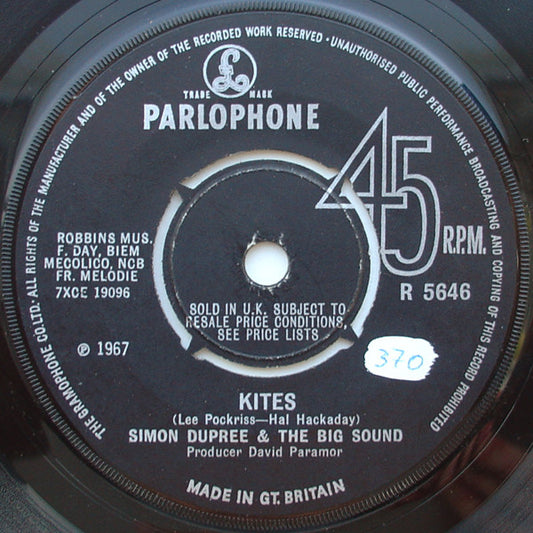 THE GRAMOPHONE CO. LTD. ALL RIGHTS OF THE MANUFACTURER AND OF THE OWNER OF THE RECORDED WORK RESERVED · UNAUTHORISED PUBLIC PERFORMANCE BROADCASTING AND COPYING OF THIS RECORD PROHIBITED
£
TRADE MARK
PARLOPHONE
45
R.P.M.
R 5646
ROBBINS MUS.
F. DAY, BIEM
MECOLICO, NCB
FR. MELODIE
7XCE 19096
℗ 1967
SOLD IN U.K. SUBJECT TO
RESALE PRICE CONDITIONS,
SEE PRICE LISTS
370
KITES
(Lee Pockriss—Hal Hackaday)
SIMON DUPREE & THE BIG SOUND
Producer David Paramor
MADE IN GT. BRITAIN